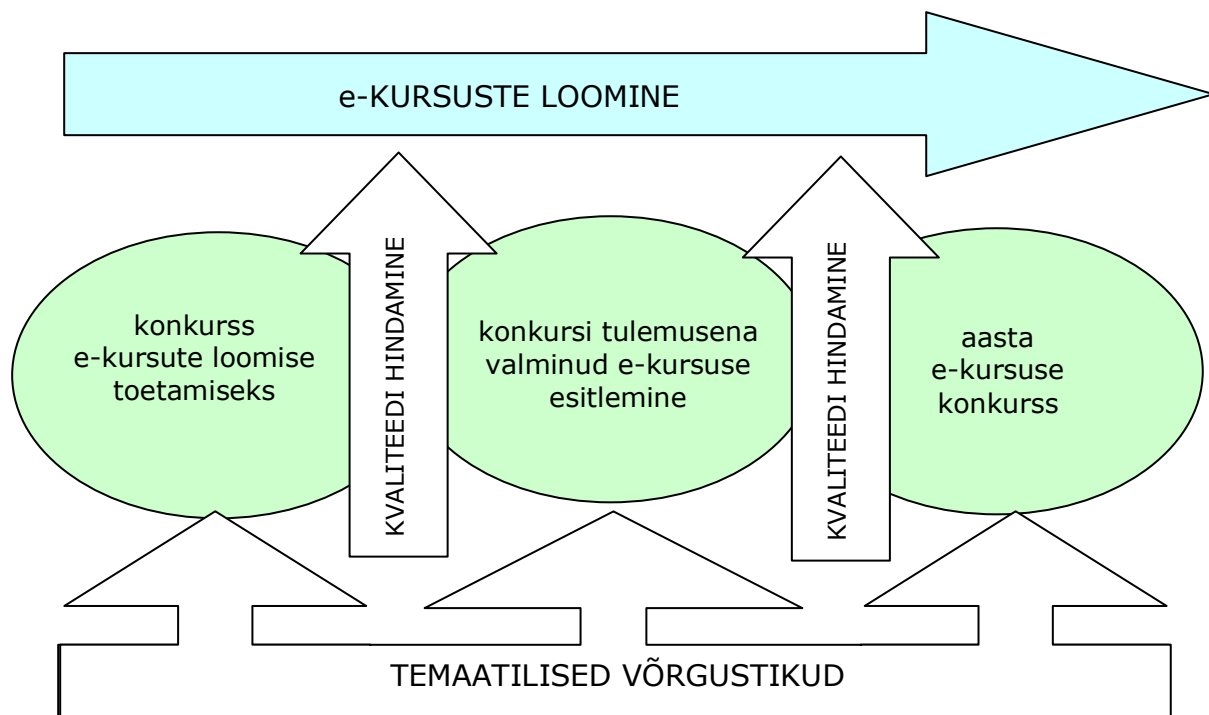 e-KURSUSTE LOOMINE
konkurss
e-kursute loomise
toetamiseks
KVALITEEDI HINDAMINE
konkursi tulemusena
valminud e-kursuse
esitlemine
KVALITEEDI HINDAMINE
aasta
e-kursuse
konkurss
TEMAATILISED VÕRGUSTIKUD